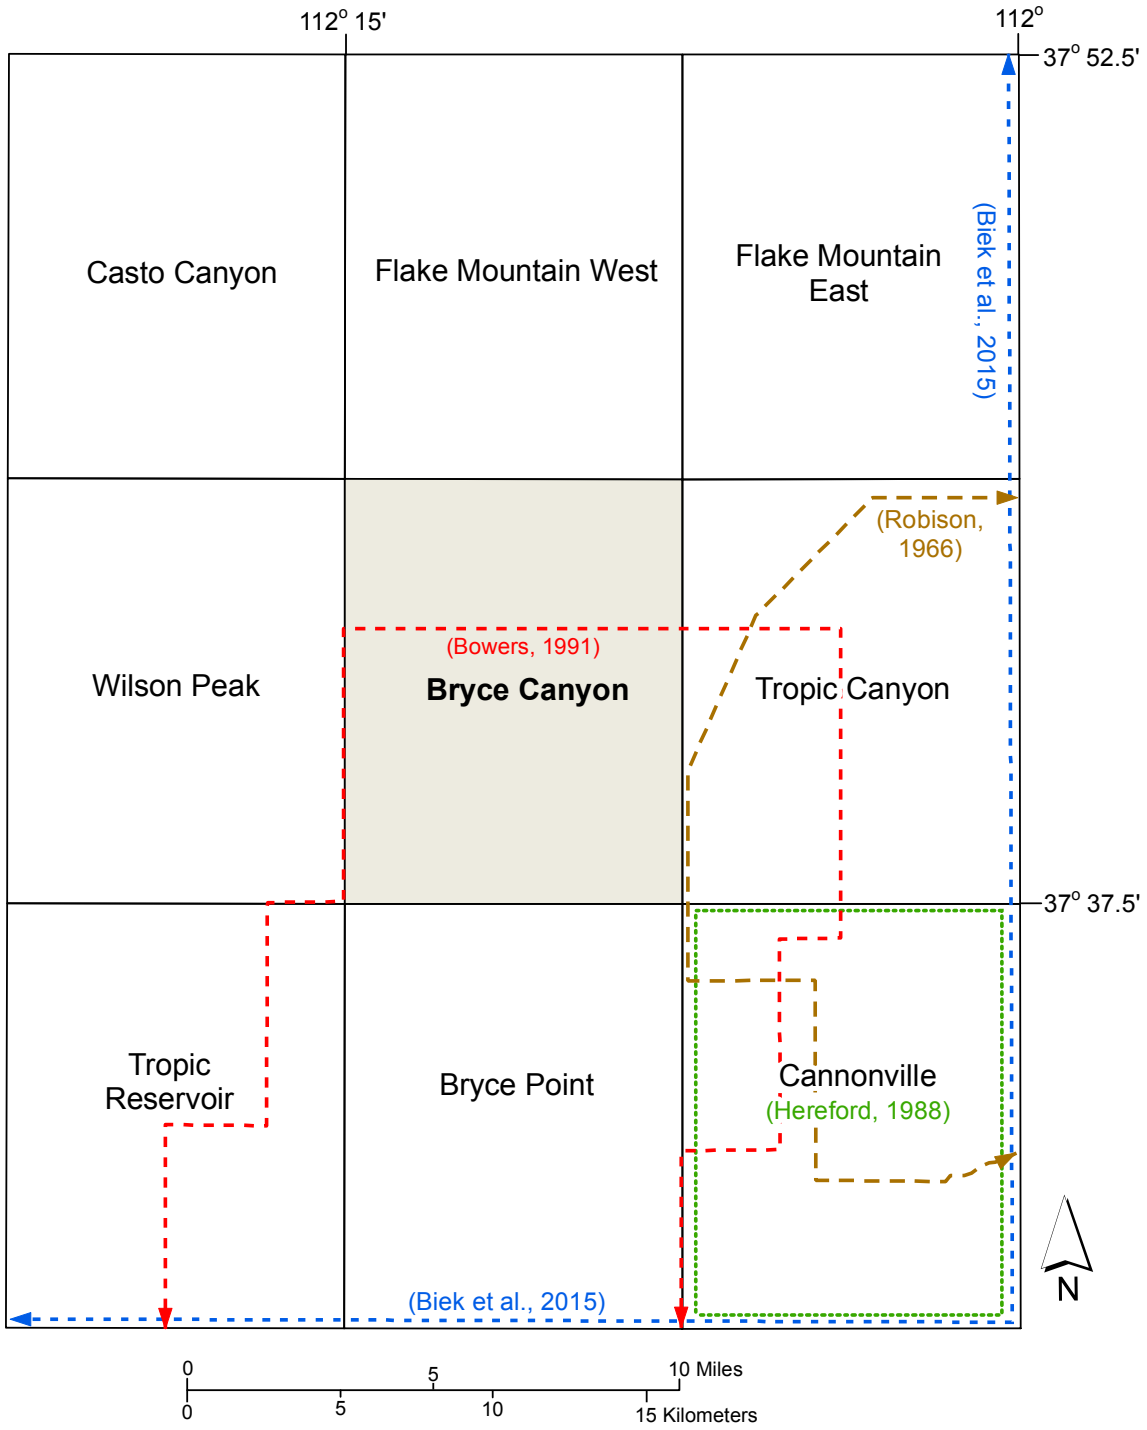 112° 15'
112°
37° 52.5'
Casto Canyon
Flake Mountain West
Flake Mountain
East
(Biek et al., 2015)
(Robison,
1966)
(Bowers, 1991)
Wilson Peak
Bryce Canyon
Tropic Canyon
37° 37.5'
Tropic
Reservoir
Bryce Point
Cannonville
(Hereford, 1988)
(Biek et al., 2015)
N
0
5
10 Miles
0
5
10
15 Kilometers